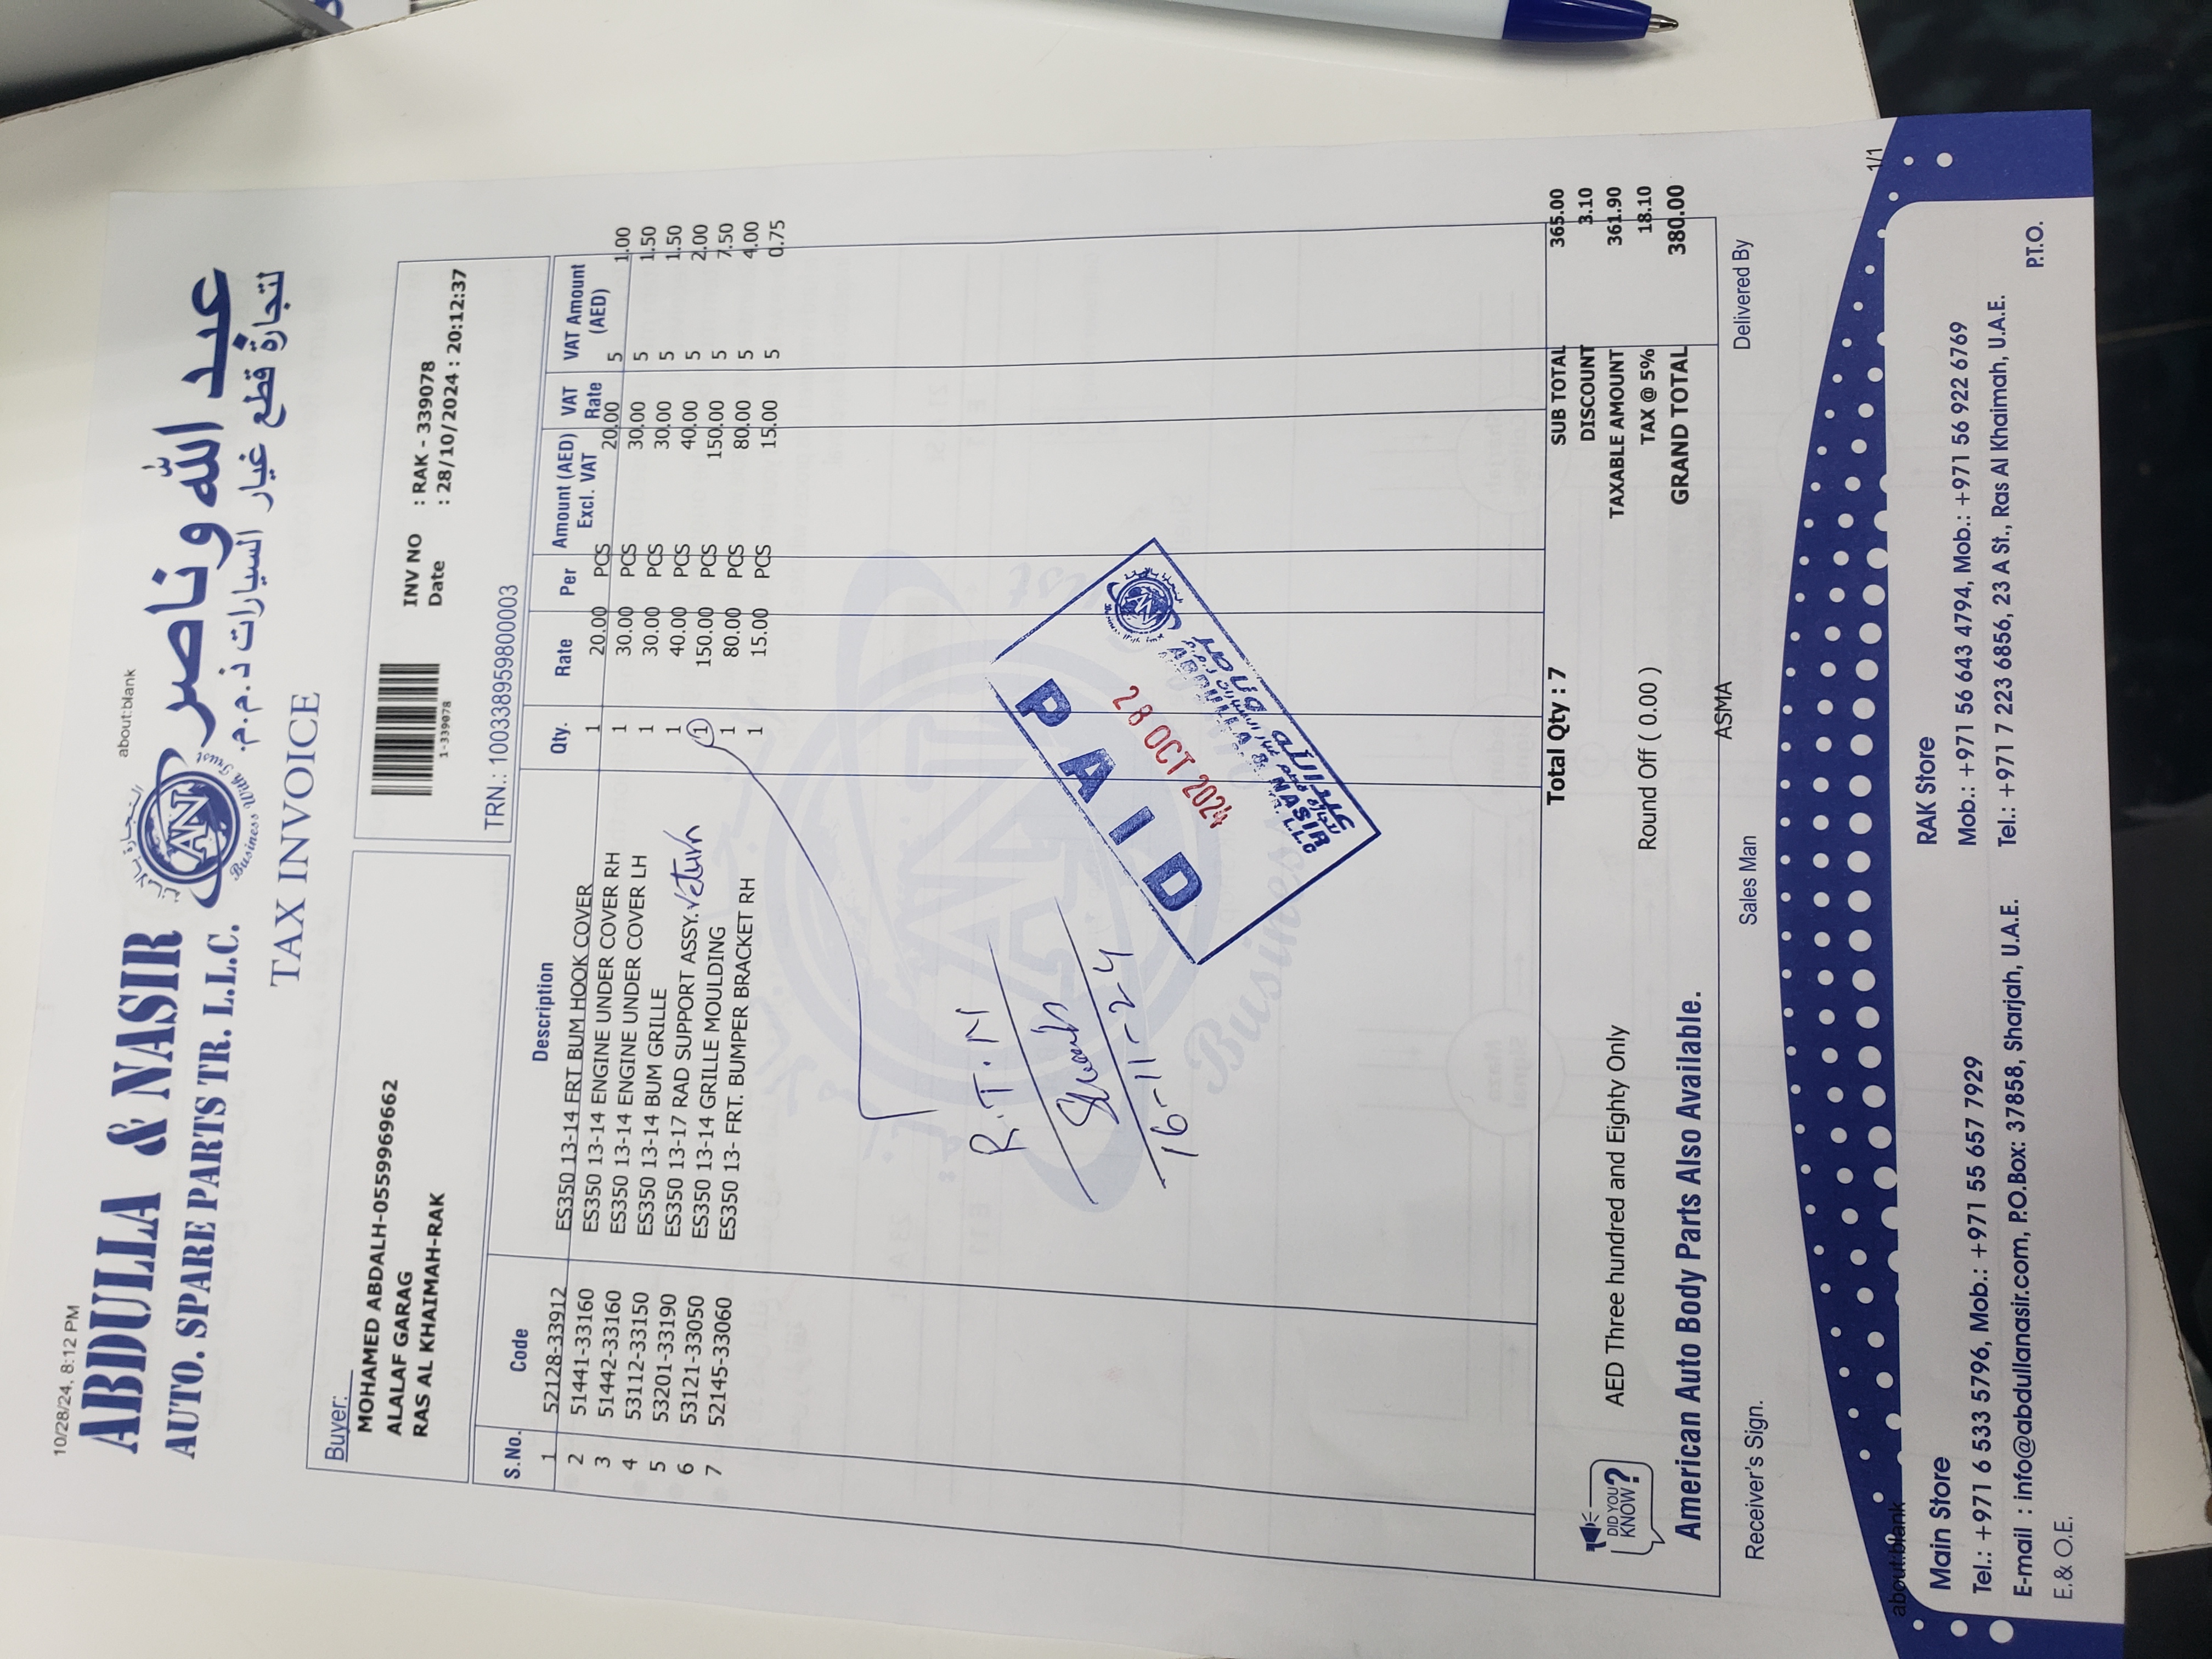 10/28/24, 8:12 PM about:blank
ABDULLA & NASIR
AUTO. SPARE PARTS TR. L.L.C.
عبد الله وناصر
لتجارة قطع غيار السيارات ذ.م.م.
AN
Business With Trust
TAX INVOICE
Buyer:
MOHAMED ABDALH-0559969662
ALALAF GARAG
RAS AL KHAIMAH-RAK
1-339078
INV NO : RAK - 339078
Date : 28/10/2024 : 20:12:37
TRN.: 100338959800003
S.No. Code Description Qty. Rate Per Amount (AED) Excl. VAT VAT Rate VAT Amount (AED)
1 52128-33912 ES350 13-14 FRT BUM HOOK COVER 1 20.00 PCS 20.00 5 1.00
2 51441-33160 ES350 13-14 ENGINE UNDER COVER RH 1 30.00 PCS 30.00 5 1.50
3 51442-33160 ES350 13-14 ENGINE UNDER COVER LH 1 30.00 PCS 30.00 5 1.50
4 53112-33150 ES350 13-14 BUM GRILLE 1 40.00 PCS 40.00 5 2.00
5 53201-33190 ES350 13-17 RAD SUPPORT ASSY. return 1 150.00 PCS 150.00 5 7.50
6 53121-33050 ES350 13-14 GRILLE MOULDING 1 80.00 PCS 80.00 5 4.00
7 52145-33060 ES350 13- FRT. BUMPER BRACKET RH 1 15.00 PCS 15.00 5 0.75
R.T.N
16-11-24
PAID
28 OCT 2024
ABDULLA & NASIR
L.L.C
Total Qty : 7 SUB TOTAL 365.00
DISCOUNT 3.10
AED Three hundred and Eighty Only TAXABLE AMOUNT 361.90
Round Off ( 0.00 ) TAX @ 5% 18.10
GRAND TOTAL 380.00
DID YOU KNOW?
American Auto Body Parts Also Available.
ASMA
Receiver's Sign. Sales Man Delivered By
about:blank 1/1
Main Store
Tel.: +971 6 533 5796, Mob.: +971 55 657 7929
E-mail : info@abdullanasir.com, P.O.Box: 37858, Sharjah, U.A.E.
RAK Store
Mob.: +971 56 643 4794, Mob.: +971 56 922 6769
Tel.: +971 7 223 6856, 23 A St., Ras Al Khaimah, U.A.E.
E.& O.E. P.T.O.